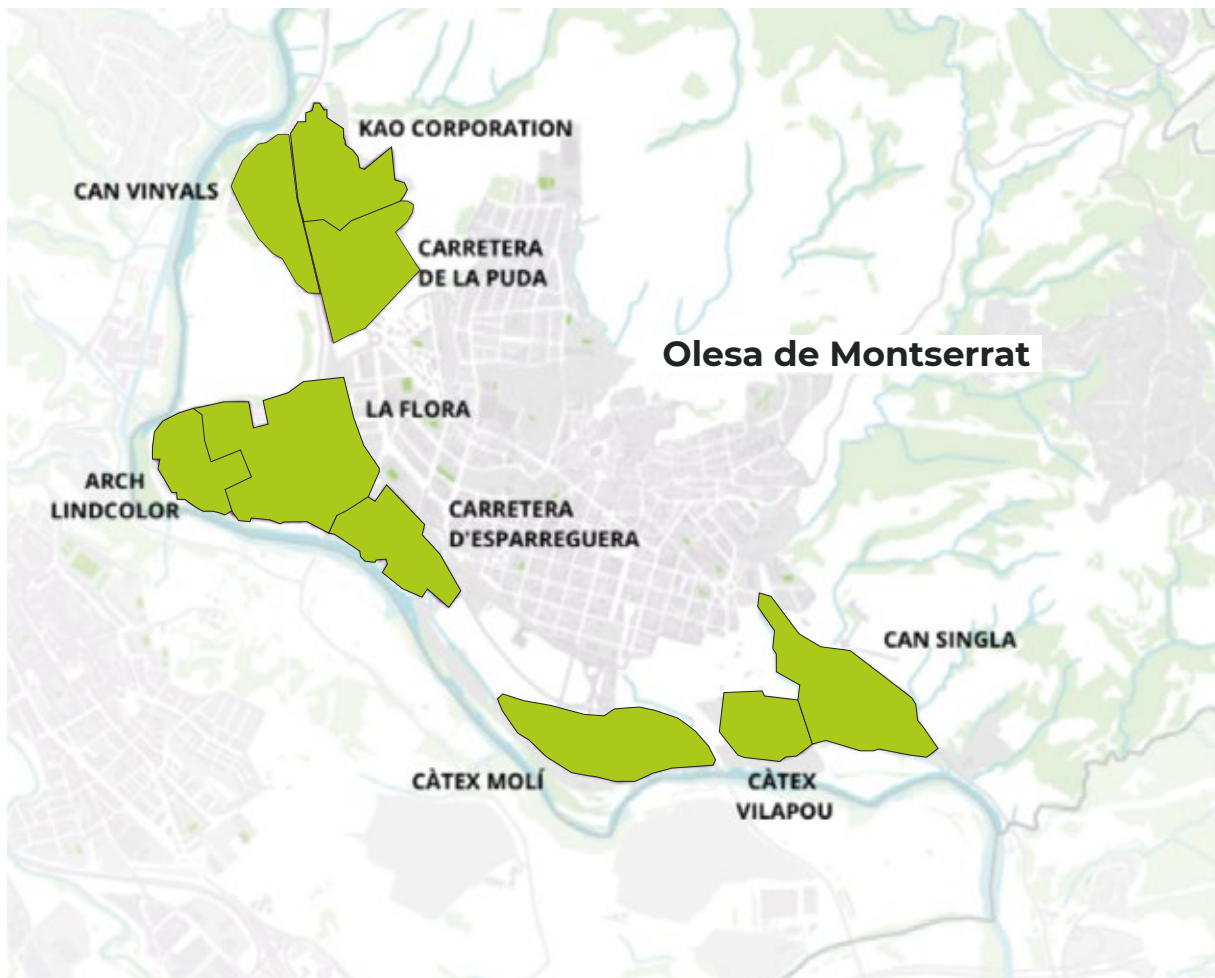 KAO CORPORATION
CAN VINYALS
CARRETERA
DE LA PUDA
Olesa de Montserrat
LA FLORA
ARCH
LINDCOLOR
CARRETERA
D'ESPARREGUERA
CAN SINGLA
CÀTEX MOLÍ
CÀTEX
VILAPOU